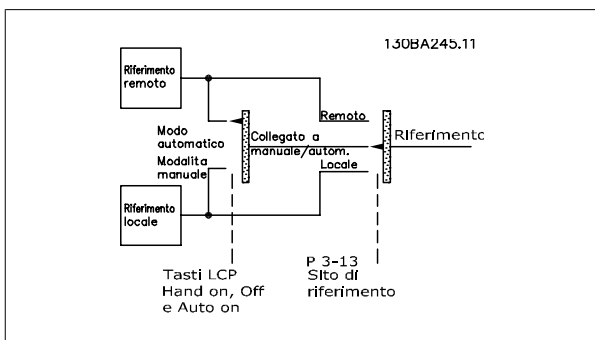 130BA245.11
Riferimento
remoto
Remoto
Modo
automatico
Collegato a
manuale/autom.
Riferimento
Modalita
manuale
Locale
Riferimento
locale
Tasti LCP
Hand on, Off
e Auto on
P 3-13
Sito di
riferimento